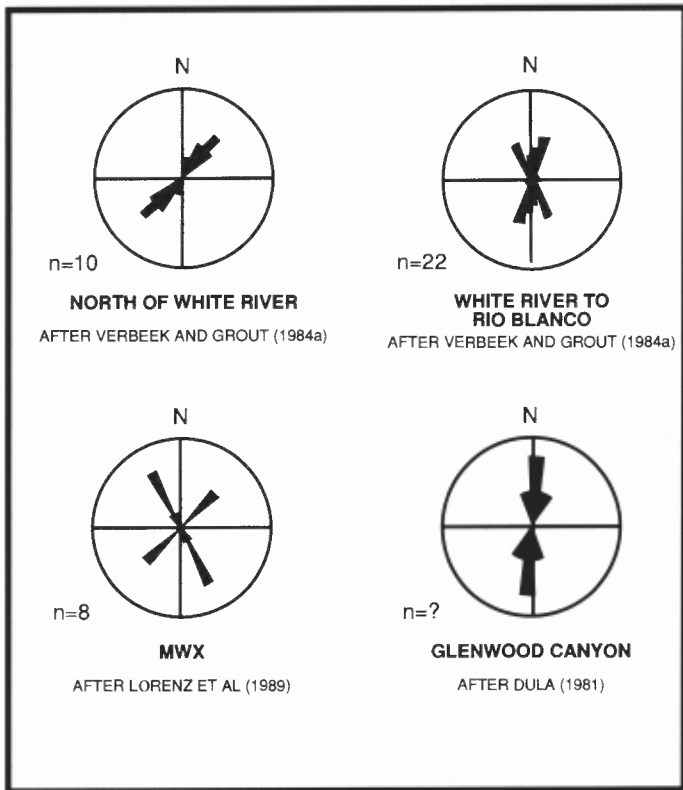 N
n=10
NORTH OF WHITE RIVER
AFTER VERBEEK AND GROUT (1984a)
N
n=22
WHITE RIVER TO
RIO BLANCO
AFTER VERBEEK AND GROUT (1984a)
N
n=8
MWX
AFTER LORENZ ET AL (1989)
N
n=?
GLENWOOD CANYON
AFTER DULA (1981)